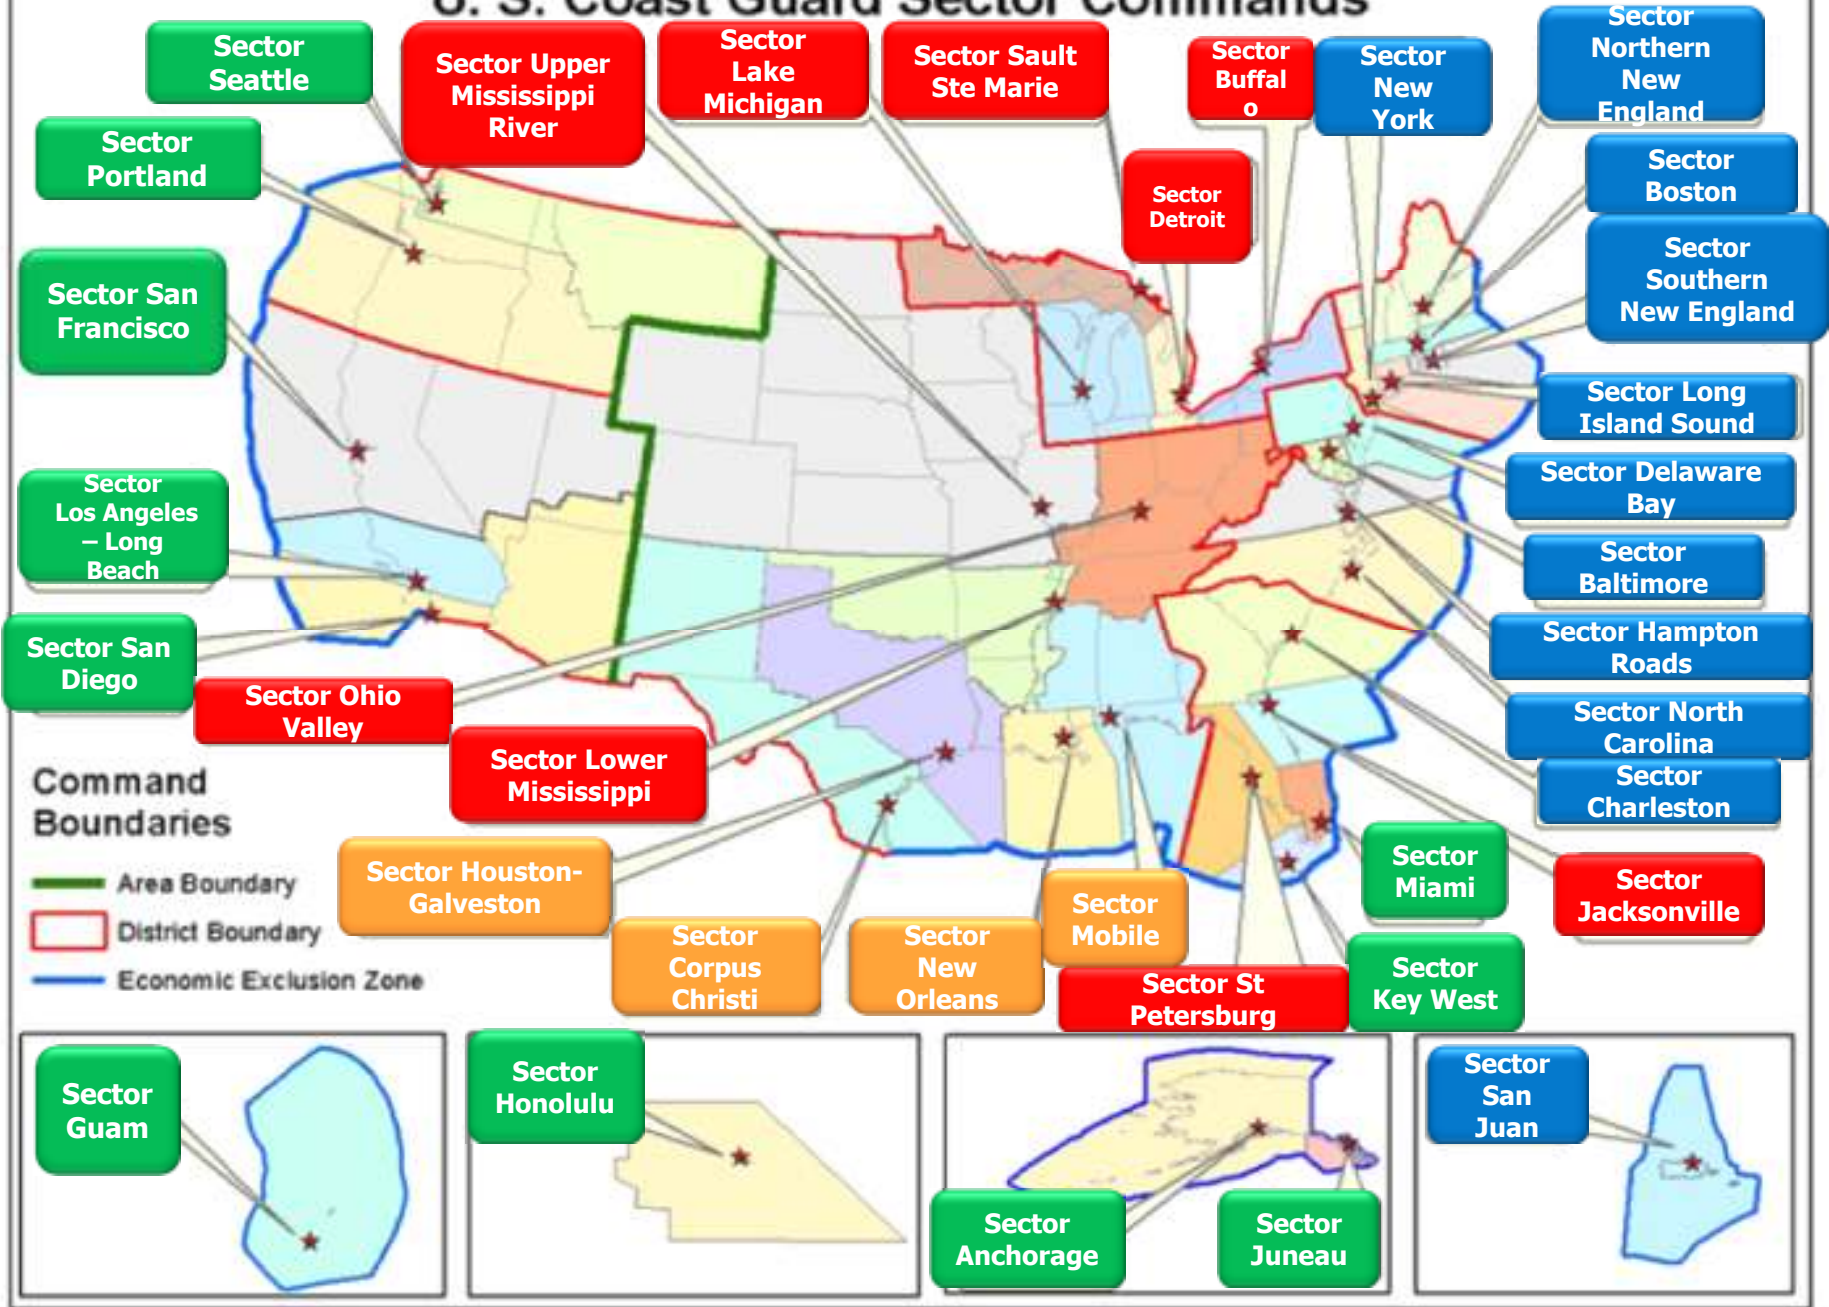 U. S. Coast Guard Sector Commands
Sector
Seattle
Sector Upper
Mississippi
River
Sector
Lake
Michigan
Sector Sault
Ste Marie
Sector
Buffal
o
Sector
New
York
Sector
Northern
New
England
Sector
Portland
Sector
Detroit
Sector
Boston
Sector
Southern
New England
Sector San
Francisco
Sector Long
Island Sound
Sector Delaware
Bay
Sector
Los Angeles
– Long
Beach
Sector
Baltimore
Sector San
Diego
Sector Hampton
Roads
Sector Ohio
Valley
Sector North
Carolina
Sector Lower
Mississippi
Sector
Charleston
Command
Boundaries
Area Boundary
District Boundary
Economic Exclusion Zone
Sector Houston-
Galveston
Sector
Corpus
Christi
Sector
New
Orleans
Sector
Mobile
Sector
Miami
Sector
Jacksonville
Sector St
Petersburg
Sector
Key West
Sector
Guam
Sector
Honolulu
Sector
Anchorage
Sector
Juneau
Sector
San
Juan